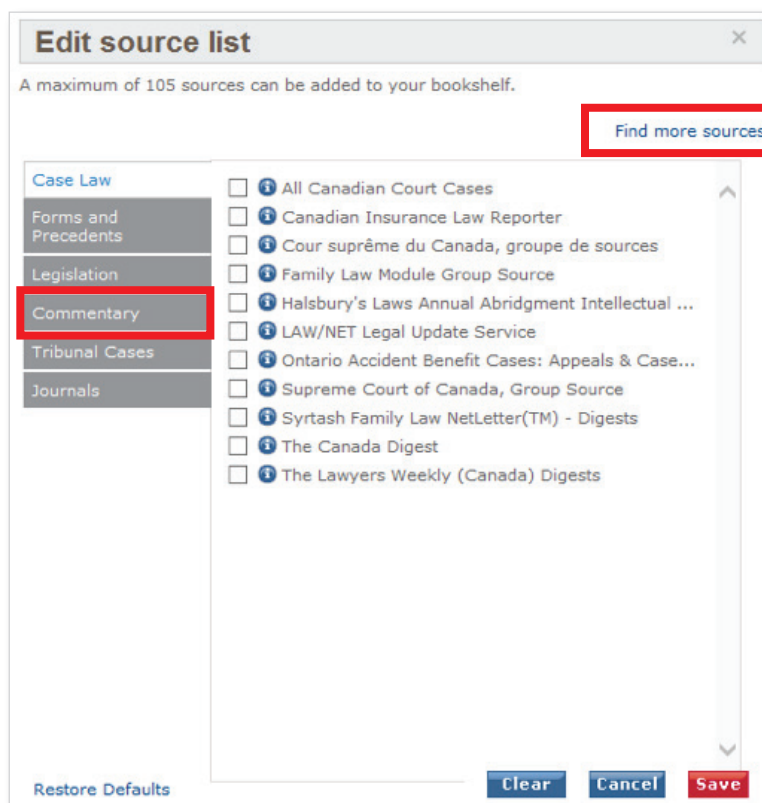 Edit source list
×
A maximum of 105 sources can be added to your bookshelf.
Find more sources
Case Law
Forms and
Precedents
Legislation
Commentary
Tribunal Cases
Journals
All Canadian Court Cases
Canadian Insurance Law Reporter
Cour suprême du Canada, groupe de sources
Family Law Module Group Source
Halsbury's Laws Annual Abridgment Intellectual ...
LAW/NET Legal Update Service
Ontario Accident Benefit Cases: Appeals & Case...
Supreme Court of Canada, Group Source
Syrtash Family Law NetLetter(TM) - Digests
The Canada Digest
The Lawyers Weekly (Canada) Digests
Restore Defaults
Clear
Cancel
Save